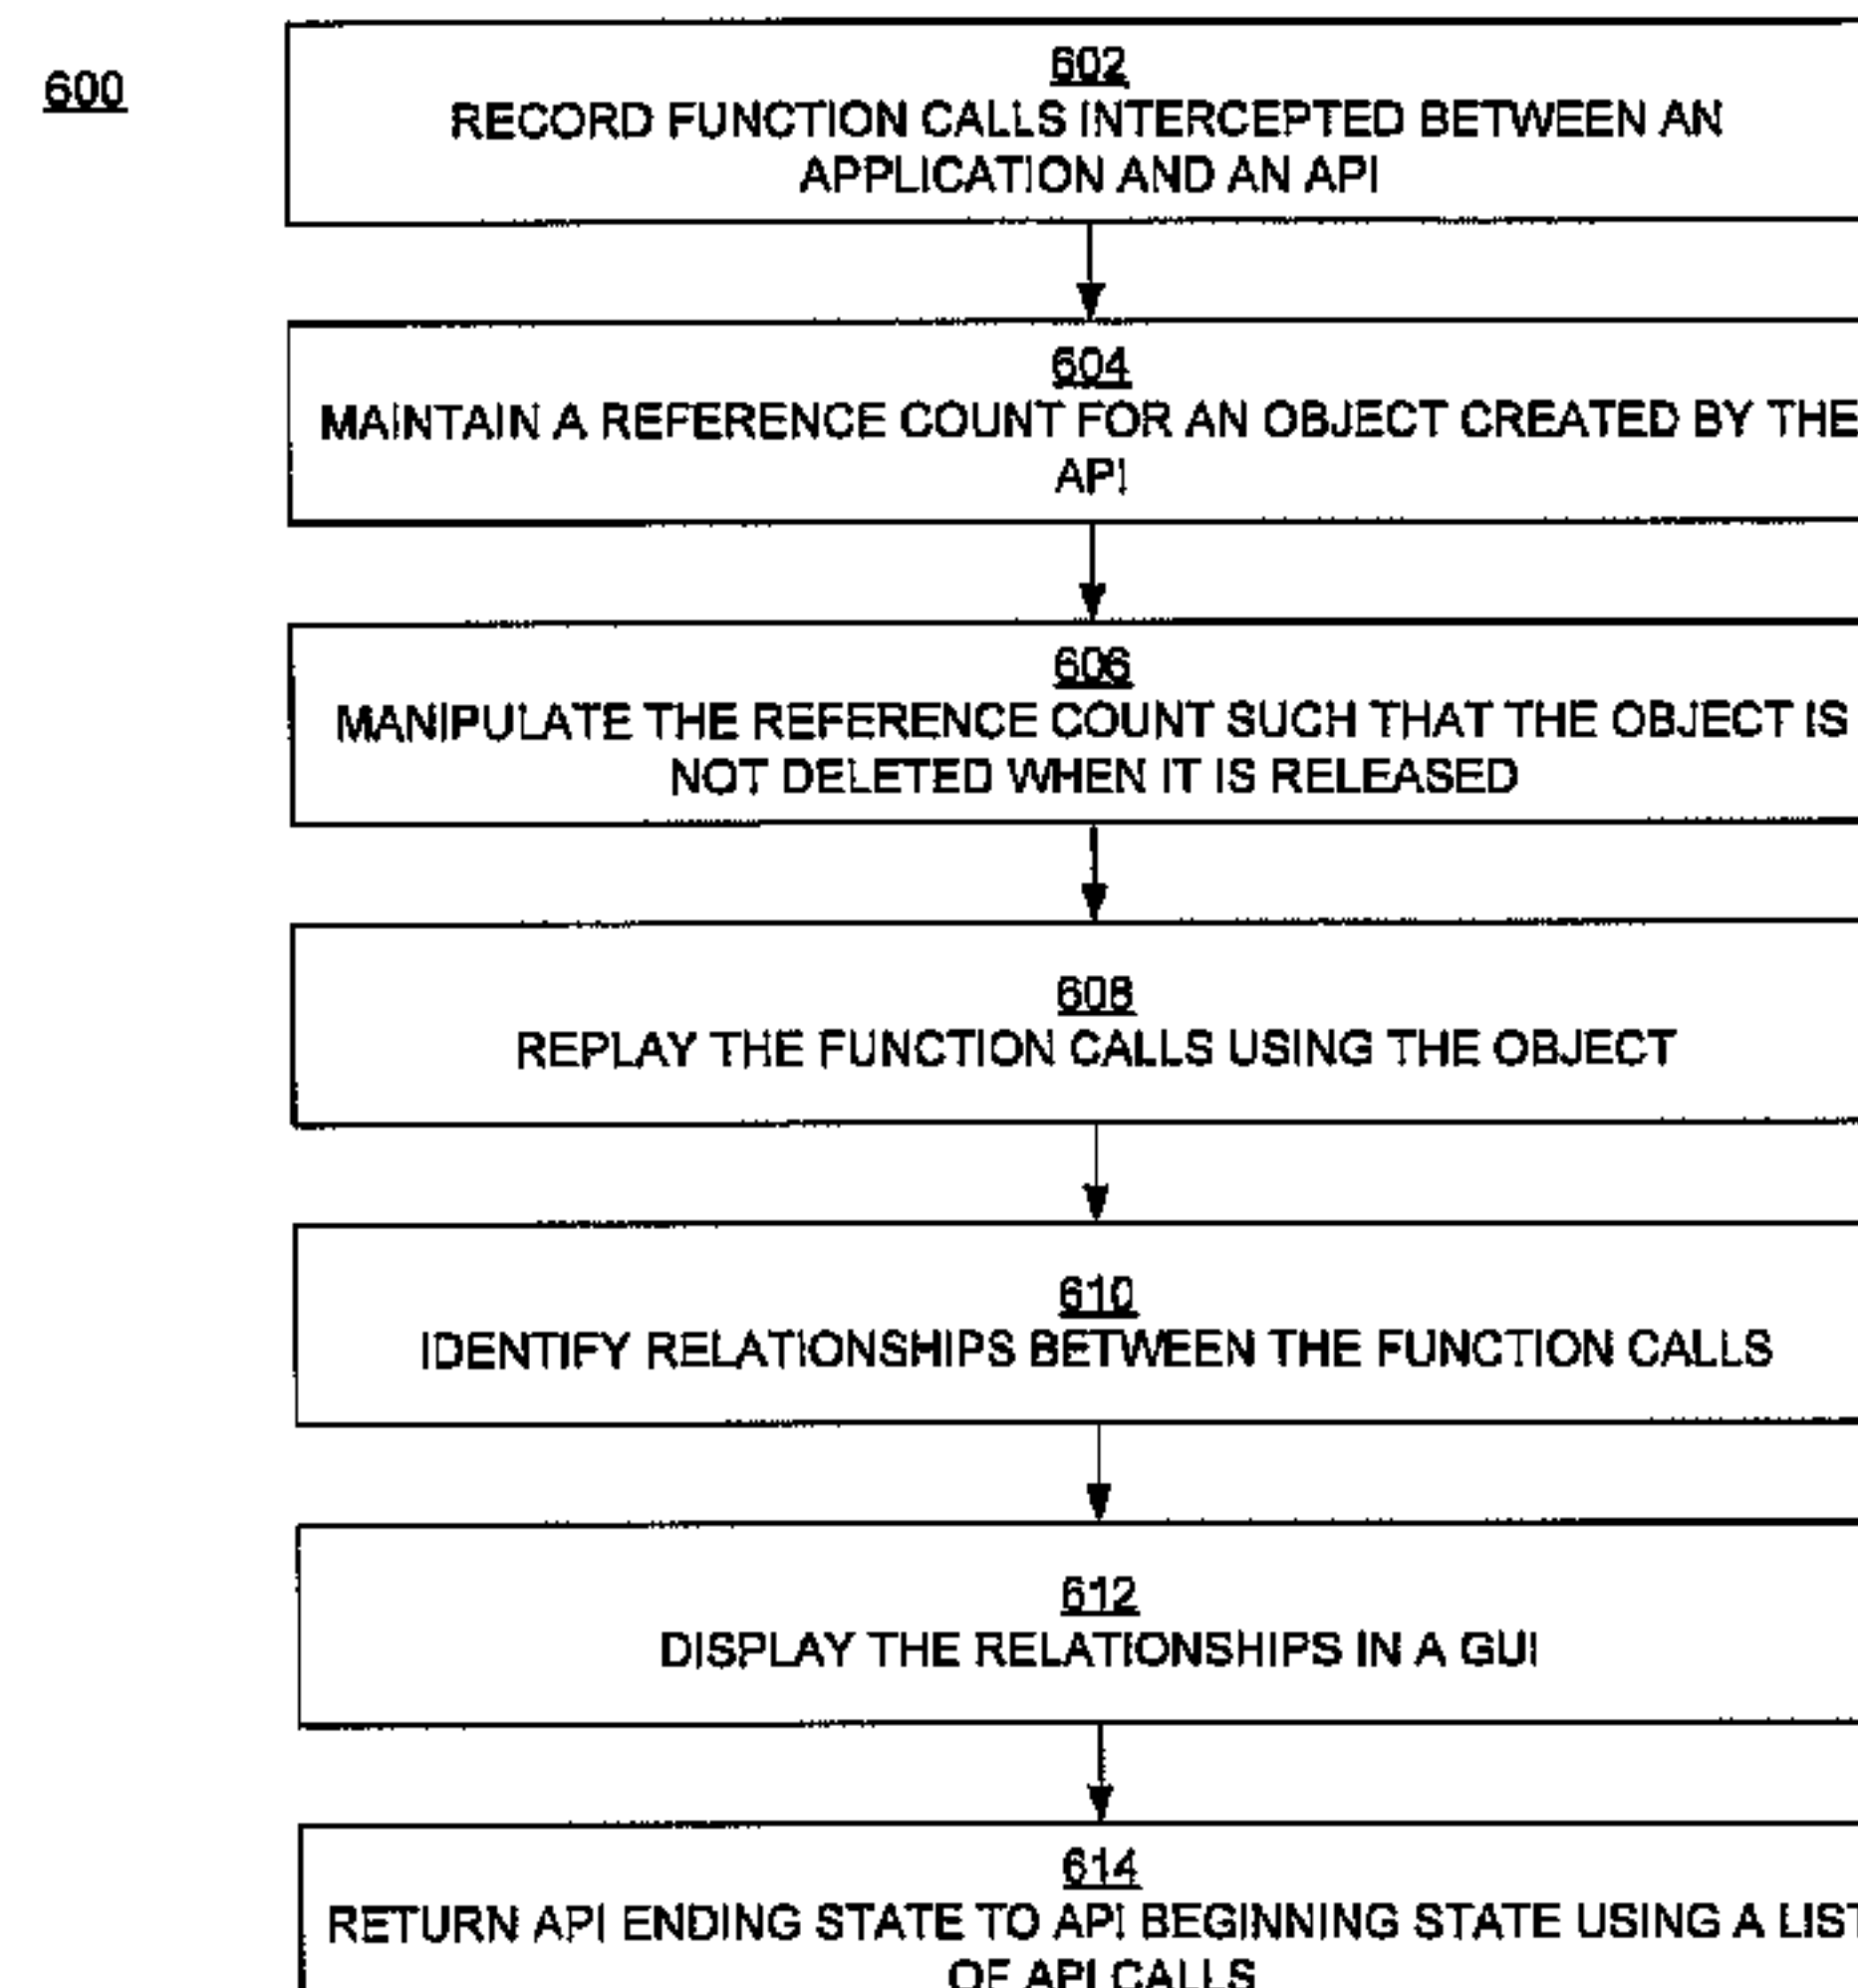 600
602
RECORD FUNCTION CALLS INTERCEPTED BETWEEN AN
APPLICATION AND AN API
604
MAINTAIN A REFERENCE COUNT FOR AN OBJECT CREATED BY THE
API
606
MANIPULATE THE REFERENCE COUNT SUCH THAT THE OBJECT IS
NOT DELETED WHEN IT IS RELEASED
608
REPLAY THE FUNCTION CALLS USING THE OBJECT
610
IDENTIFY RELATIONSHIPS BETWEEN THE FUNCTION CALLS
612
DISPLAY THE RELATIONSHIPS IN A GUI
614
RETURN API ENDING STATE TO API BEGINNING STATE USING A LIST
OF API CALLS